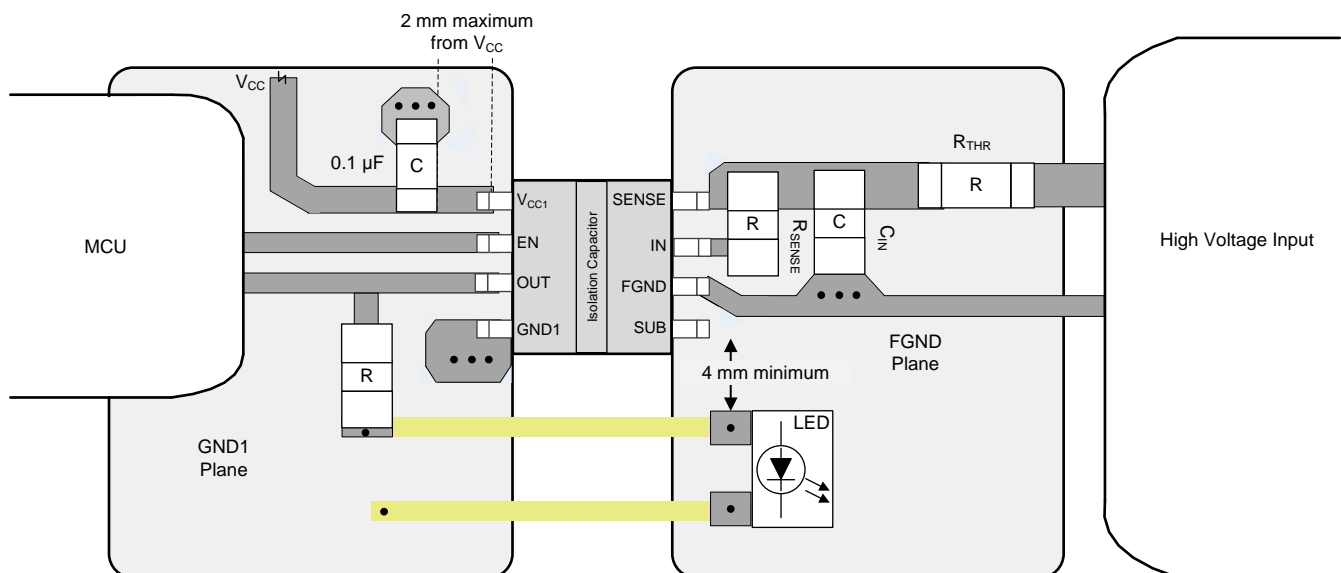 2 mm maximum
from VCC
VCC
0.1 µF
C
MCU
VCC1
EN
OUT
GND1
Isolation Capacitor
SENSE
IN
FGND
SUB
R
RSENSE
C
CIN
RTHR
R
High Voltage Input
FGND
Plane
4 mm minimum
R
GND1
Plane
LED